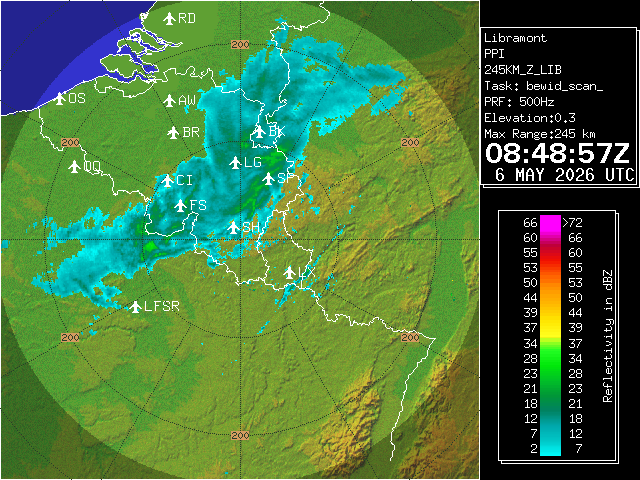 RD
200
OS
AW
BR
BK
200
200
LG
QQ
CI
SP
FS
SH
LFSR
200
200
200
Libramont
PPI
245KM_Z_LIB
Task: bewid_scan_
PRF: 500Hz
Elevation:0.3
Max Range:245 km
08:48:57Z
6 MAY 2026 UTC
66 >72
60 66
55 60
53 55
50 53
44 50
39 44
37 39
34 37
28 34
23 28
21 23
18 21
12 18
7 12
2 7
Reflectivity in dBZ